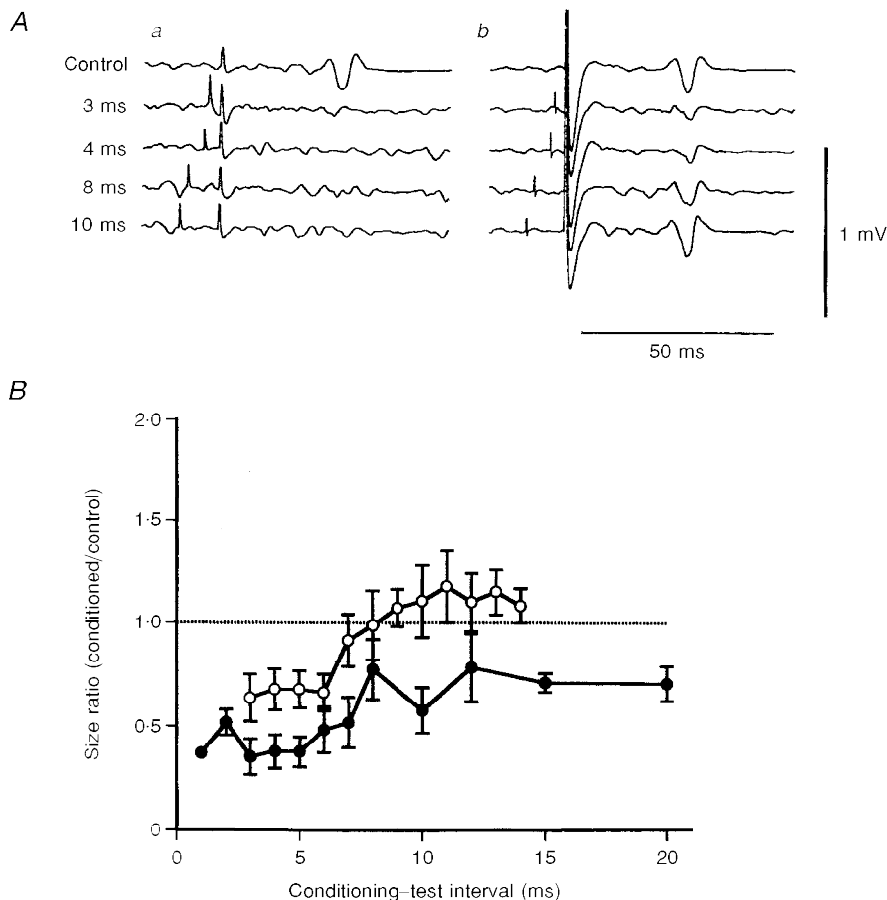 A
a
b
Control
3 ms
4 ms
8 ms
10 ms
1 mV
50 ms
B
2·0
1·5
1·0
0·5
0
Size ratio (conditioned/control)
0 5 10 15 20
Conditioning–test interval (ms)